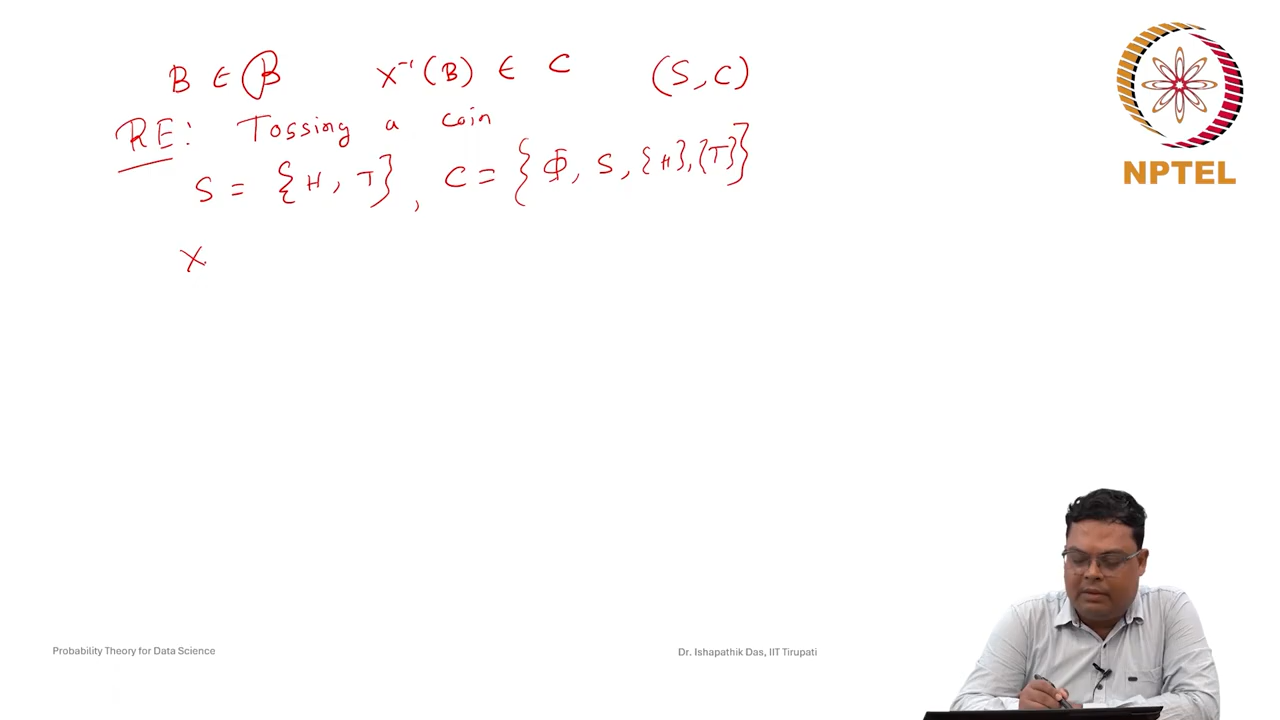 B ∈ ℬ X⁻¹(B) ∈ C (S, C)
RE: Tossing a coin
S = {H, T}, C = {Φ, S, {H}, {T}}
X
NPTEL
Probability Theory for Data Science
Dr. Ishapathik Das, IIT Tirupati